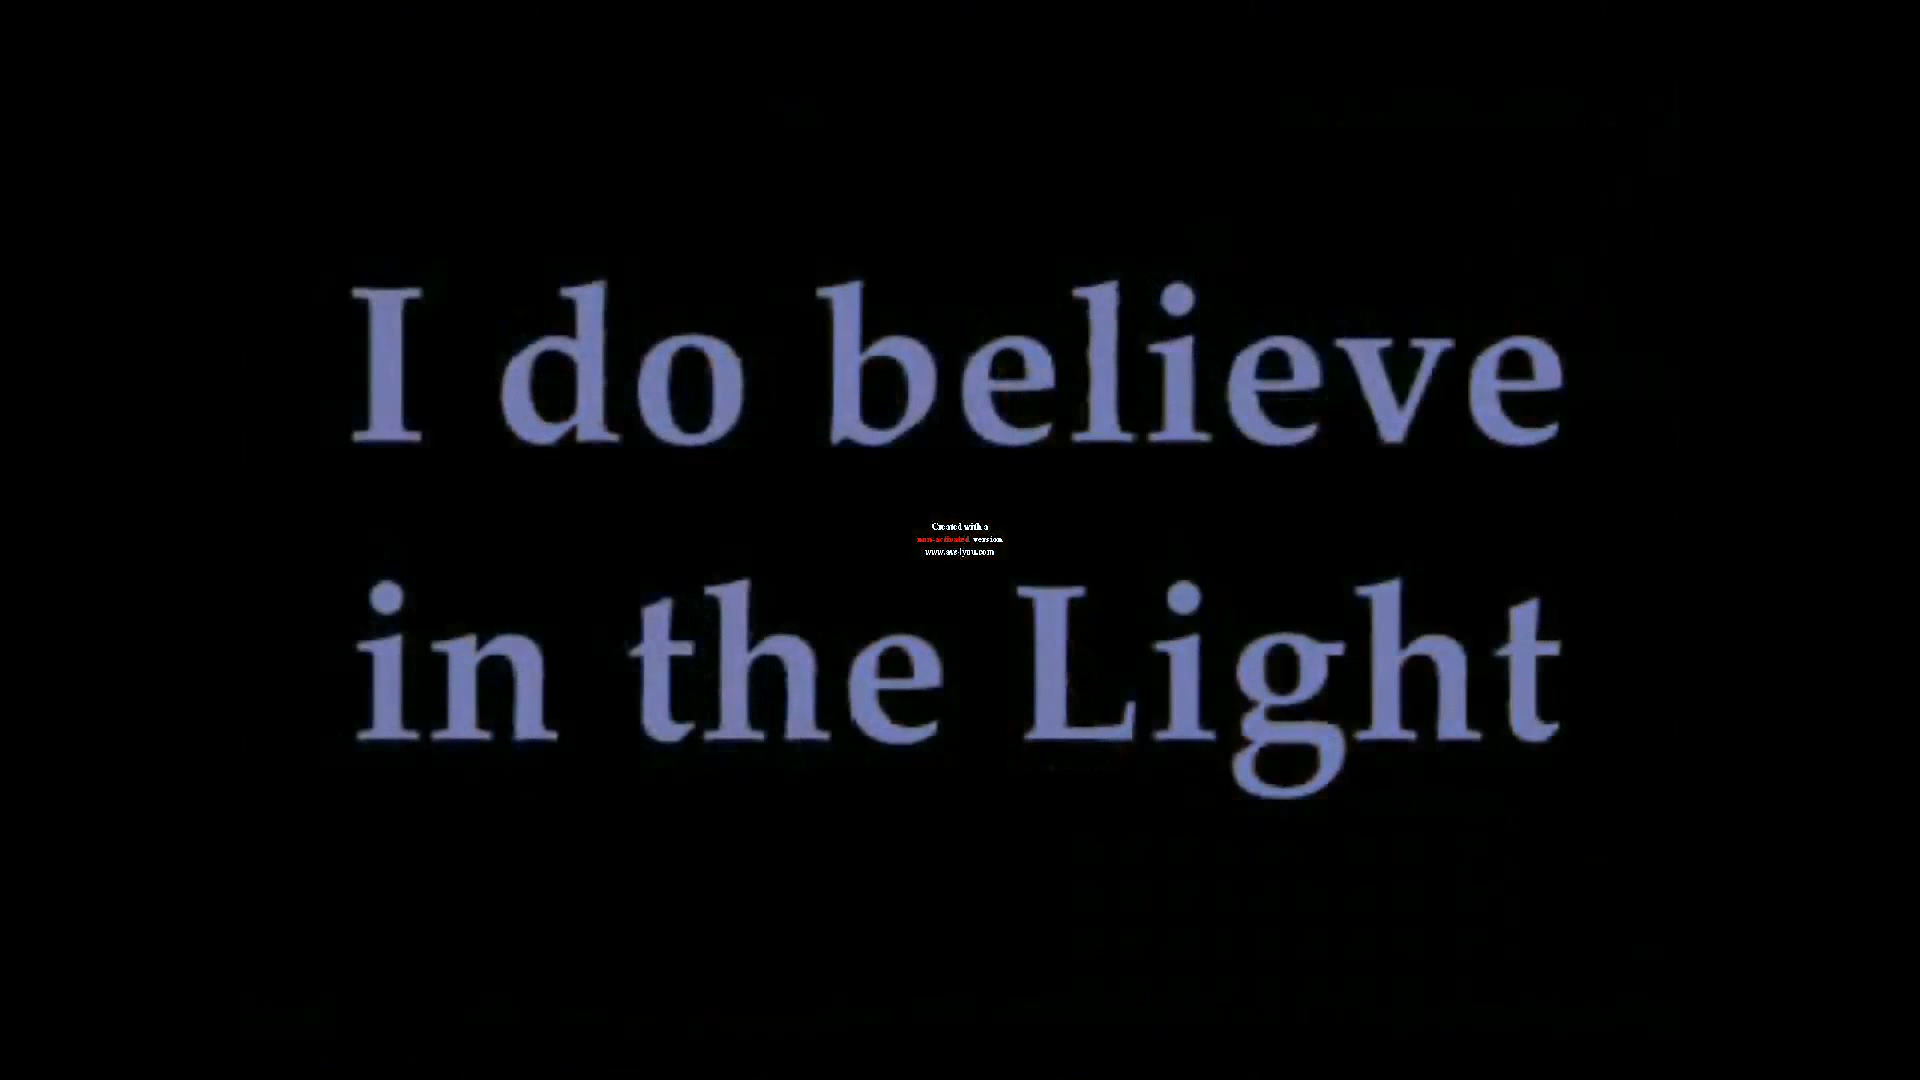 I do believe
Created with a
non-activated version
in the Light